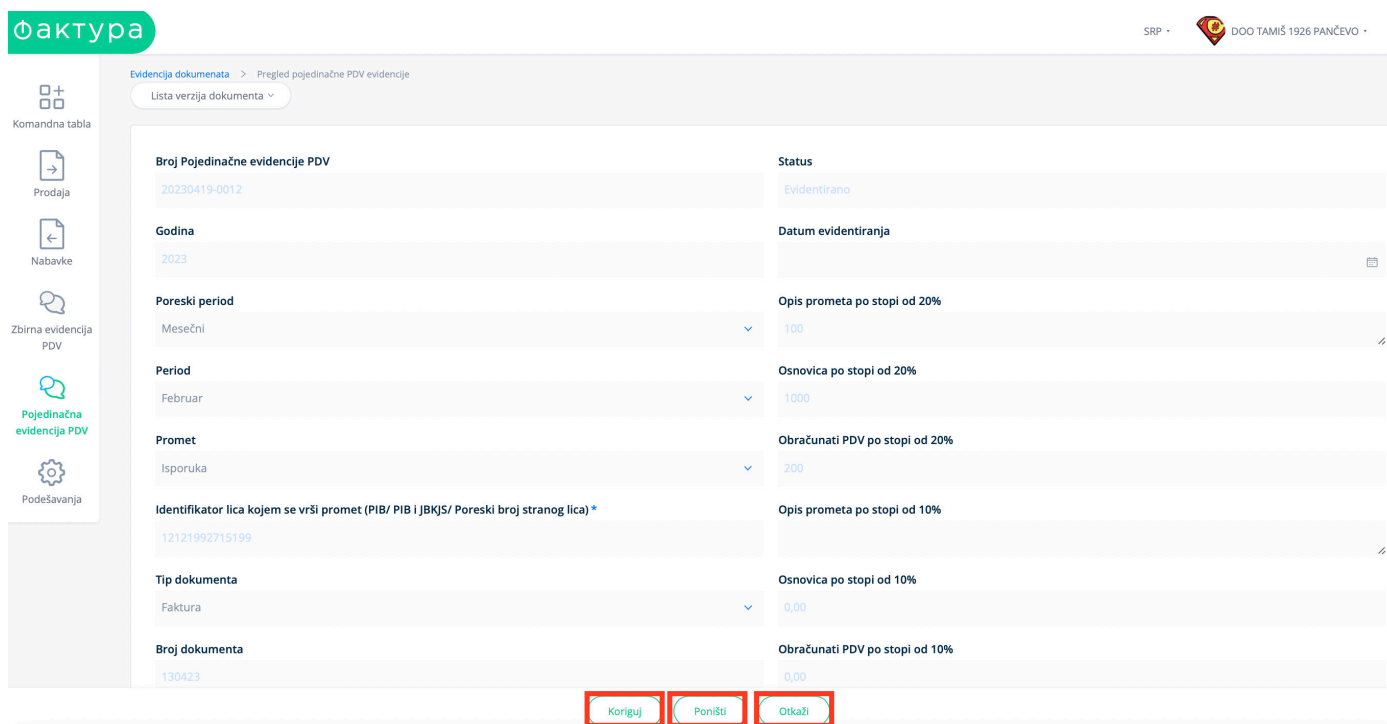 Фактура
SRP
DOO TAMIŠ 1926 PANČEVO
Evidencija dokumenata > Pregled pojedinačne PDV evidencije
Lista verzija dokumenta
Komandna tabla
Prodaja
Nabavke
Zbirna evidencija
PDV
Pojedinačna
evidencija PDV
Podešavanja
Broj Pojedinačne evidencije PDV
20230419-0012
Godina
2023
Poreski period
Mesečni
Period
Februar
Promet
Isporuka
Identifikator lica kojem se vrši promet (PIB/ PIB i JBKJS/ Poreski broj stranog lica) *
12121992715199
Tip dokumenta
Faktura
Broj dokumenta
130423
Status
Evidentirano
Datum evidentiranja
Opis prometa po stopi od 20%
100
Osnovica po stopi od 20%
1000
Obračunati PDV po stopi od 20%
200
Opis prometa po stopi od 10%
Osnovica po stopi od 10%
0,00
Obračunati PDV po stopi od 10%
0,00
Koriguj
Poništi
Otkaži